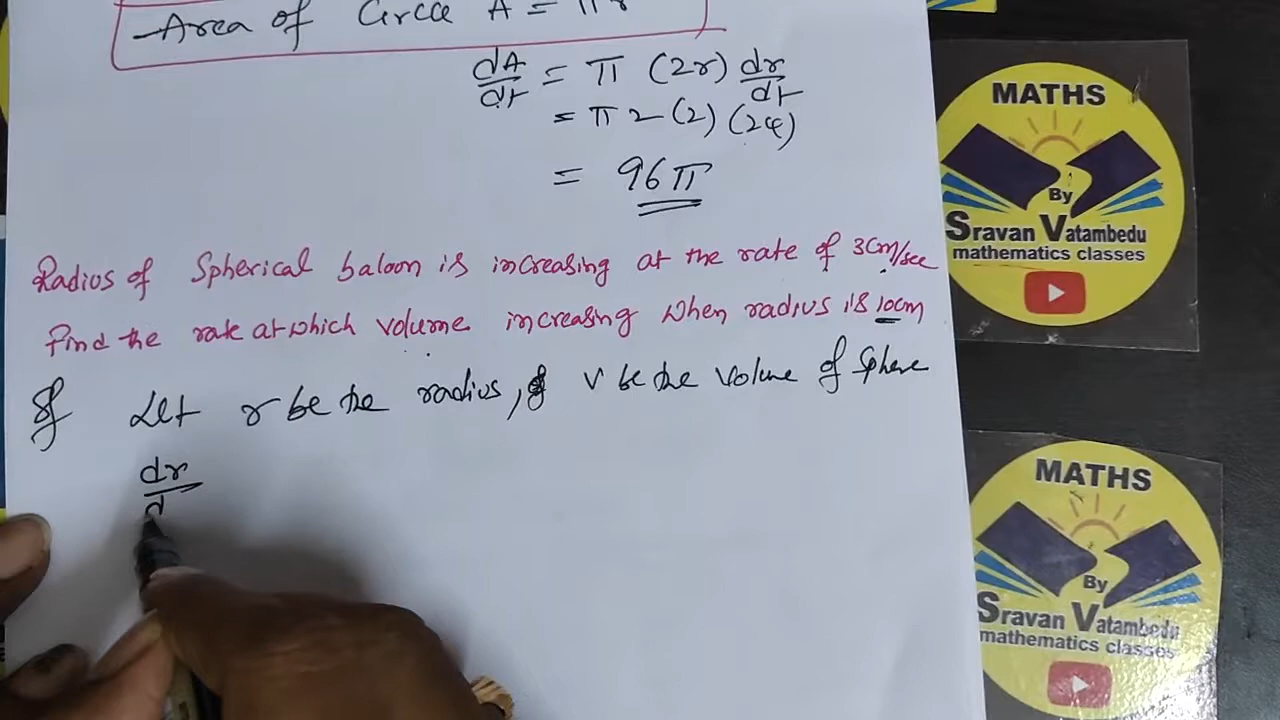 Area of Circle A = πr
dA/dt = π (2r) dr/dt
= π 2 (2) (24)
= 96π
Radios of Spherical baloon is increasing at the rate of 3cm/sec
find the rate at which volume increasing when radius is 10cm
Let r be the radius, V be the volume of sphere
dr
d
MATHS
By
Sravan Vatambedu
mathematics classes
MATHS
By
Sravan Vatambedu
mathematics classes